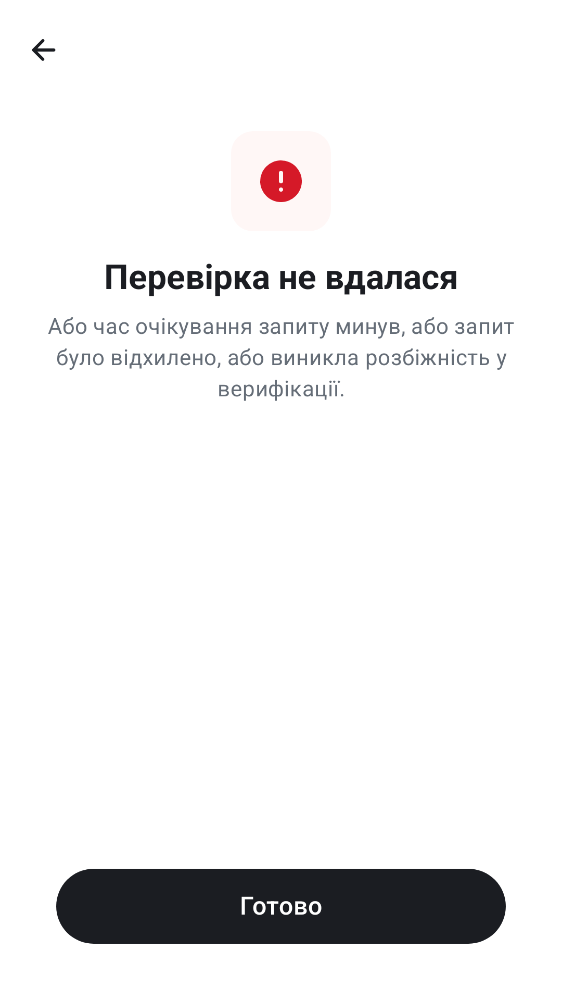 Перевірка не вдалася
Або час очікування запиту минув, або запит
було відхилено, або виникла розбіжність у
верифікації.
Готово